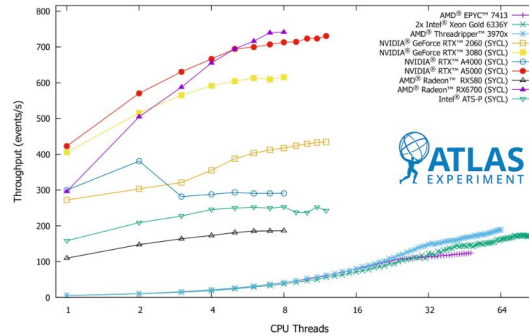 AMD® EPYC™ 7413
2x Intel® Xeon Gold 6336Y
AMD® Threadripper™ 3970x
NVIDIA® GeForce RTX™ 2060 (SYCL)
NVIDIA® GeForce RTX™ 3080 (SYCL)
NVIDIA® RTX™ A4000 (SYCL)
NVIDIA® RTX™ A5000 (SYCL)
AMD® Radeon™ RX580 (SYCL)
AMD® Radeon™ RX6700 (SYCL)
Intel® ATS-P (SYCL)
800
700
600
500
400
300
200
100
0
Throughput (events/s)
ATLAS
EXPERIMENT
1
2
4
8
16
32
64
CPU Threads